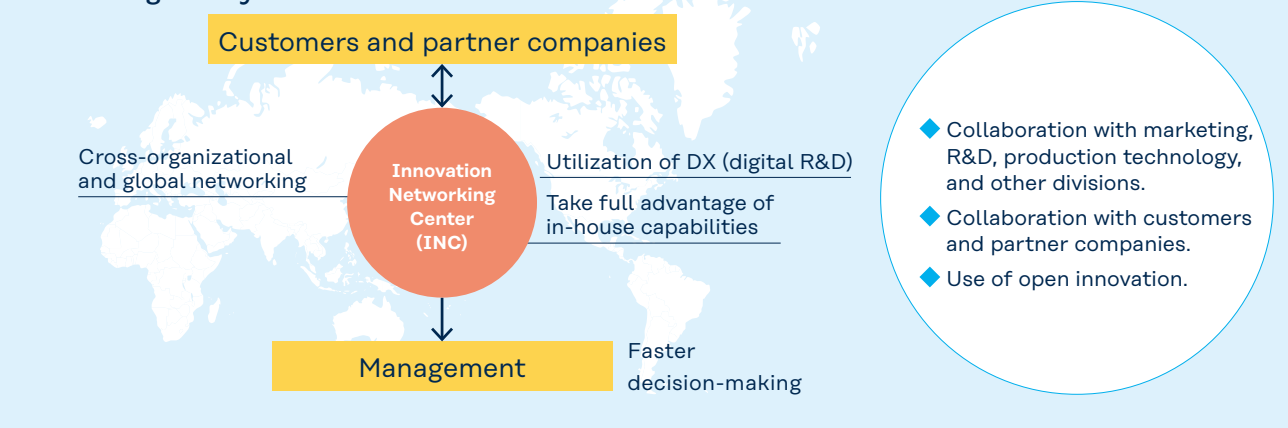 Customers and partner companies
Cross-organizational
and global networking
Innovation
Networking
Center
(INC)
Utilization of DX (digital R&D)
Take full advantage of
in-house capabilities
Management
Faster
decision-making
◆ Collaboration with marketing,
R&D, production technology,
and other divisions.
◆ Collaboration with customers
and partner companies.
◆ Use of open innovation.